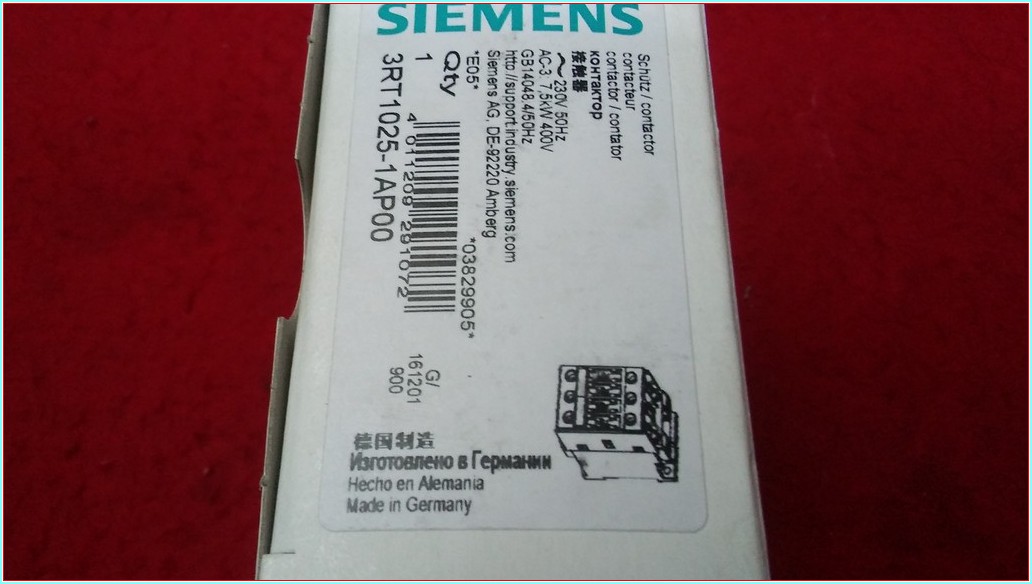 SIEMENS
Schütz / contactor
contacteur
contactor / contator
контактор
接触器
~ 230V 50Hz
AC-3: 7,5kW 400V
GB14048.4/50Hz
http://support.industry.siemens.com
Siemens AG, DE-92220 Amberg
*E05*
*03829905*
Qty
1
4 011209 291072
3RT1025-1AP00
G/
161201
900
德国制造
Изготовлено в Германии
Hecho en Alemania
Made in Germany